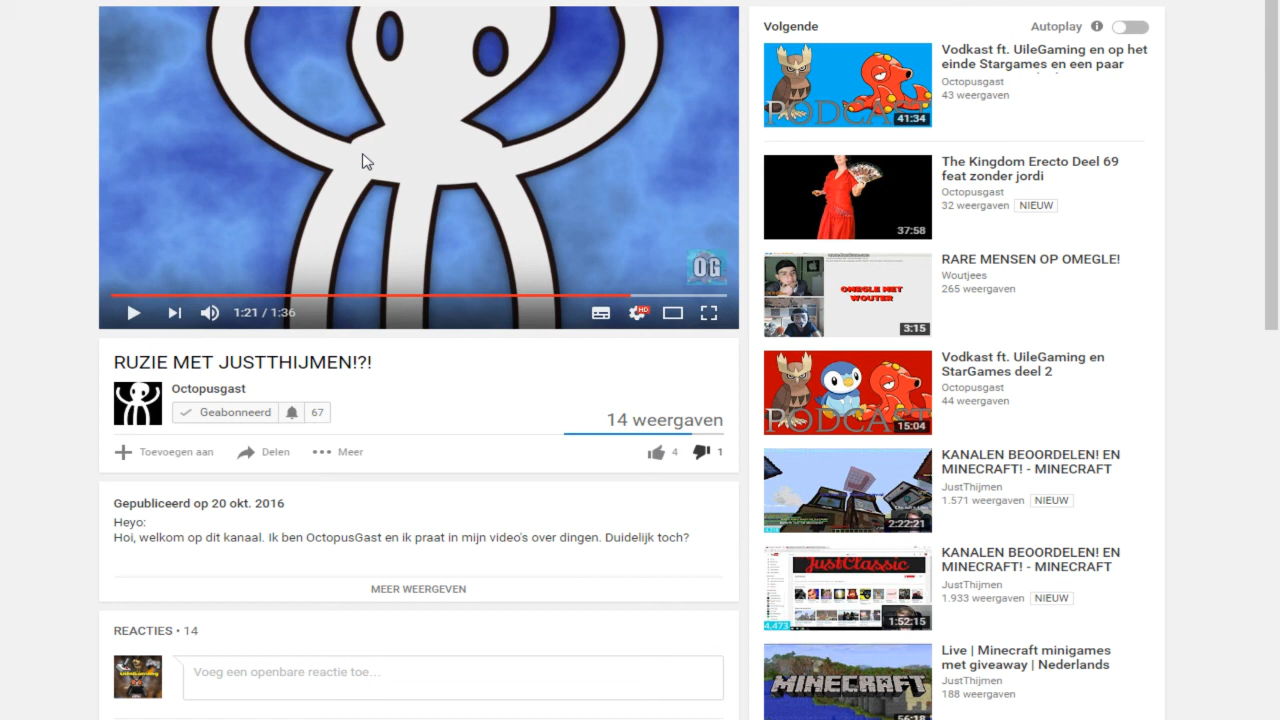 OG
1:21 / 1:36
HD
RUZIE MET JUSTTHIJMEN!?!
Octopusgast
Geabonneerd 67
14 weergaven
Toevoegen aan Delen Meer 4 1
Gepubliceerd op 20 okt. 2016
Heyo:
Hoi, welkom op dit kanaal. Ik ben OctopusGast en ik praat in mijn video's over dingen. Duidelijk toch?
MEER WEERGEVEN
REACTIES • 14
Voeg een openbare reactie toe...
Volgende Autoplay
PODCA
41:34
Vodkast ft. UileGaming en op het
einde Stargames en een paar
Octopusgast
43 weergaven
37:58
The Kingdom Erecto Deel 69
feat zonder jordi
Octopusgast
32 weergaven NIEUW
OMEGLE MET
WOUTER
3:15
RARE MENSEN OP OMEGLE!
Woutjees
265 weergaven
PODCAST
15:04
Vodkast ft. UileGaming en
StarGames deel 2
Octopusgast
44 weergaven
2:22:21
KANALEN BEOORDELEN! EN
MINECRAFT! - MINECRAFT
JustThijmen
1.571 weergaven NIEUW
JustClassic
4.473
1:52:15
KANALEN BEOORDELEN! EN
MINECRAFT! - MINECRAFT
JustThijmen
1.933 weergaven NIEUW
MINECRAFT
56:18
Live | Minecraft minigames
met giveaway | Nederlands
JustThijmen
188 weergaven